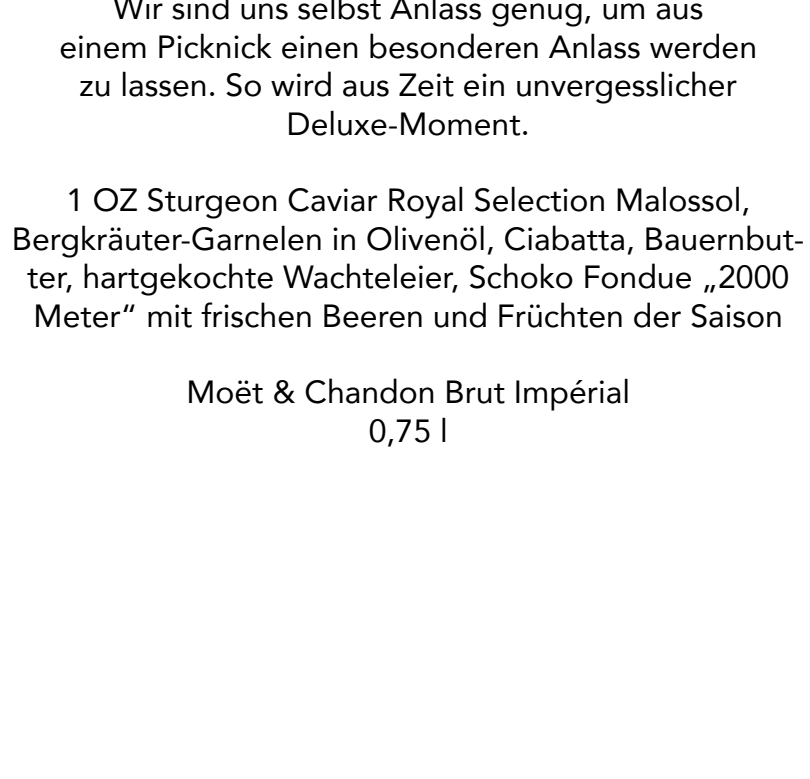 Wir sind uns selbst Anlass genug, um aus
einem Picknick einen besonderen Anlass werden
zu lassen. So wird aus Zeit ein unvergesslicher
Deluxe-Moment.
1 OZ Sturgeon Caviar Royal Selection Malossol,
Bergkräuter-Garnelen in Olivenöl, Ciabatta, Bauernbut-
ter, hartgekochte Wachteleier, Schoko Fondue „2000
Meter“ mit frischen Beeren und Früchten der Saison
Moët & Chandon Brut Impérial
0,75 l